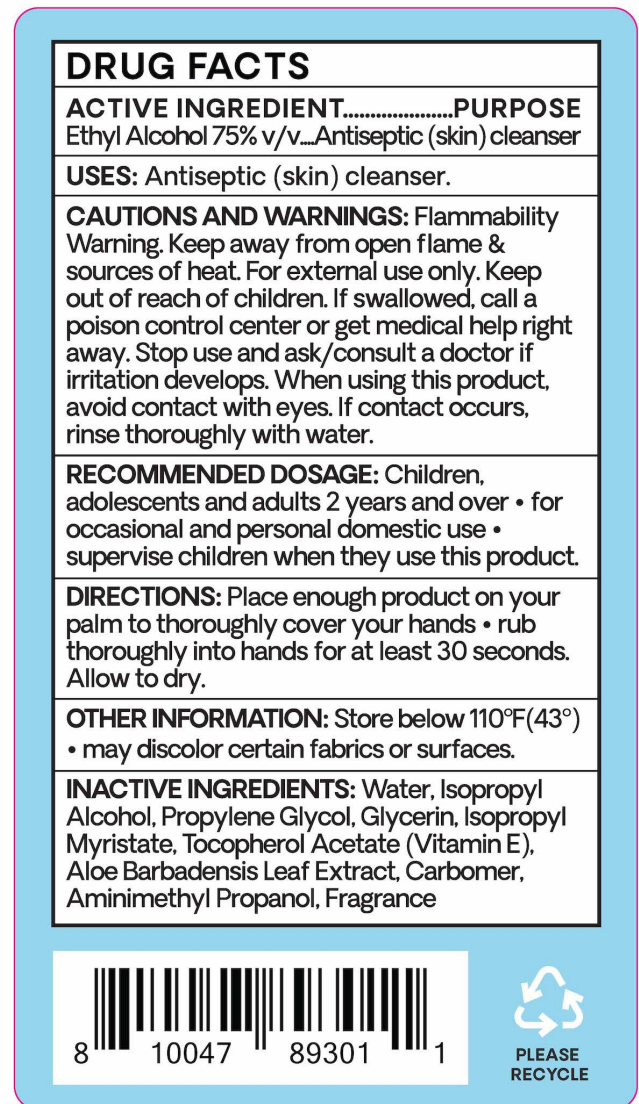 DRUG FACTS
ACTIVE INGREDIENT....................PURPOSE
Ethyl Alcohol 75% v/v....Antiseptic (skin) cleanser
USES: Antiseptic (skin) cleanser.
CAUTIONS AND WARNINGS: Flammability
Warning. Keep away from open flame &
sources of heat. For external use only. Keep
out of reach of children. If swallowed, call a
poison control center or get medical help right
away. Stop use and ask/consult a doctor if
irritation develops. When using this product,
avoid contact with eyes. If contact occurs,
rinse thoroughly with water.
RECOMMENDED DOSAGE: Children,
adolescents and adults 2 years and over • for
occasional and personal domestic use •
supervise children when they use this product.
DIRECTIONS: Place enough product on your
palm to thoroughly cover your hands • rub
thoroughly into hands for at least 30 seconds.
Allow to dry.
OTHER INFORMATION: Store below 110°F(43°)
• may discolor certain fabrics or surfaces.
INACTIVE INGREDIENTS: Water, Isopropyl
Alcohol, Propylene Glycol, Glycerin, Isopropyl
Myristate, Tocopherol Acetate (Vitamin E),
Aloe Barbadensis Leaf Extract, Carbomer,
Aminimethyl Propanol, Fragrance
8 10047 89301 1
PLEASE
RECYCLE